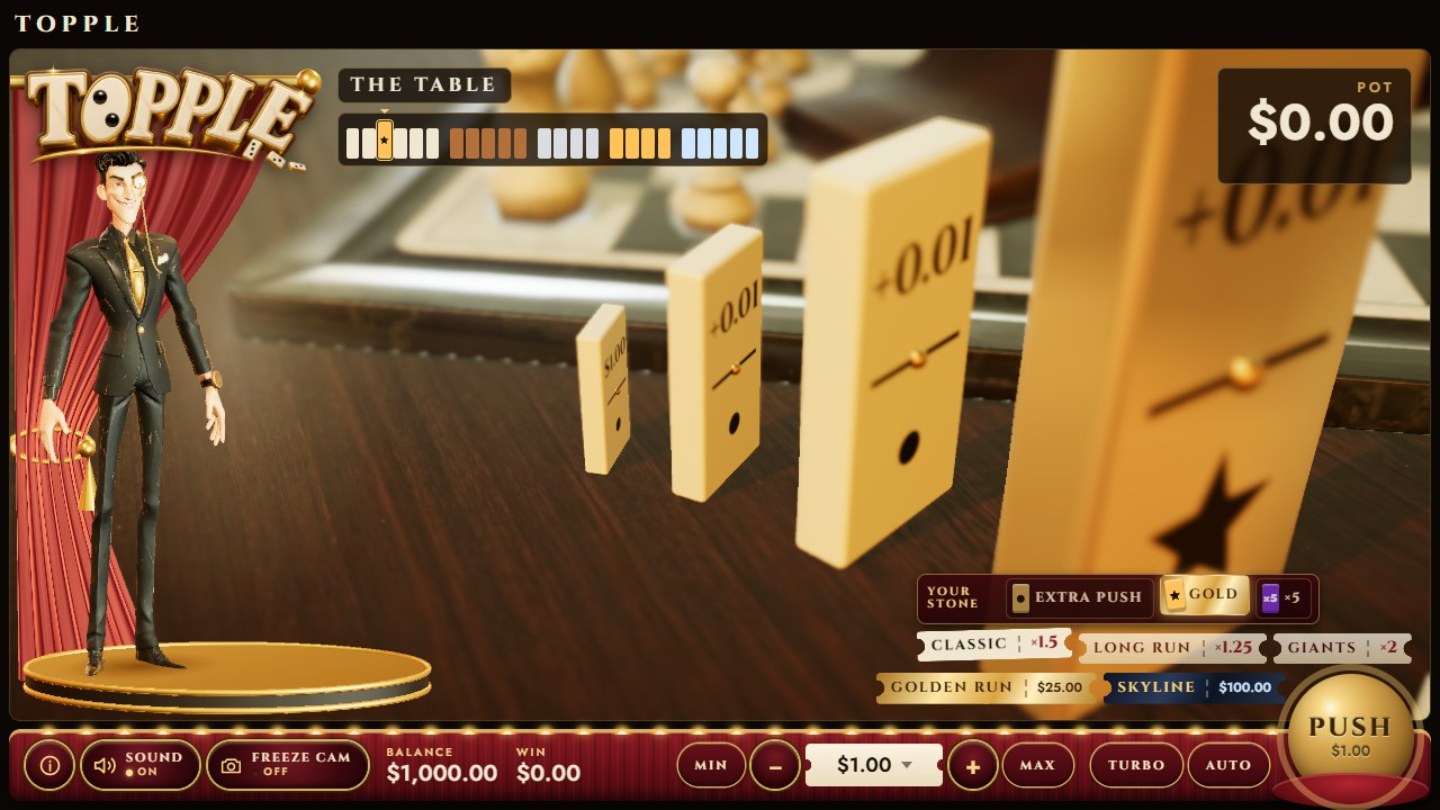 TOPPLE
TOPPLE
THE TABLE
POT
$0.00
+0.01
+0.01
+0.01
$1.00
YOUR STONE
EXTRA PUSH
GOLD
×5 ×5
CLASSIC ×1.5
LONG RUN ×1.25
GIANTS ×2
GOLDEN RUN $25.00
SKYLINE $100.00
PUSH
$1.00
SOUND
ON
FREEZE CAM
OFF
BALANCE
$1,000.00
WIN
$0.00
MIN
−
$1.00
+
MAX
TURBO
AUTO